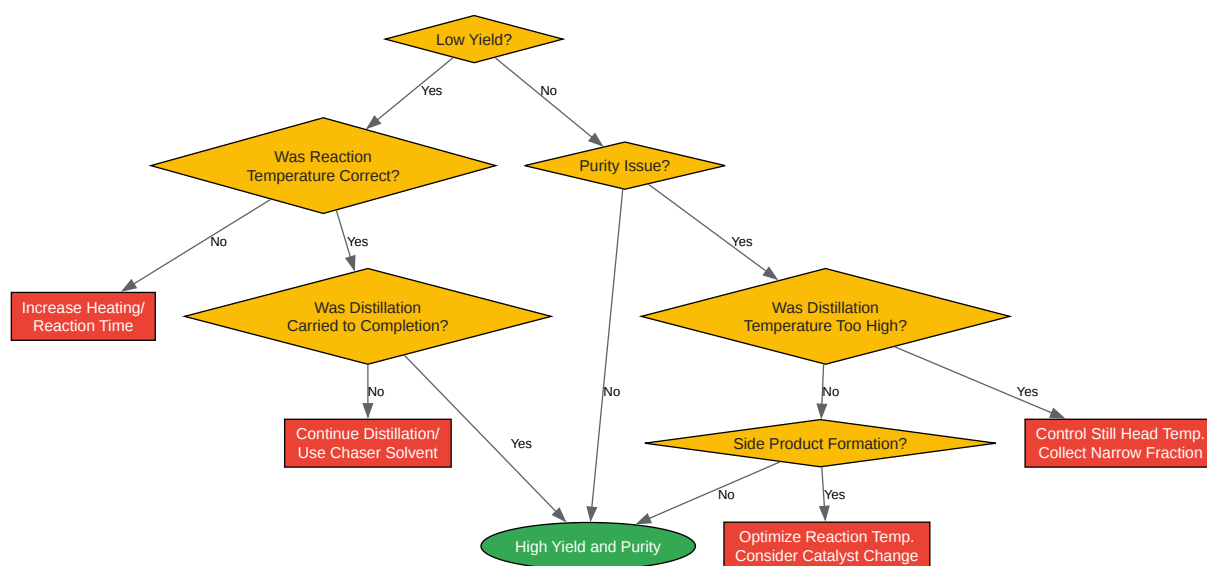 Low Yield?
Yes
No
Was Reaction
Temperature Correct?
Purity Issue?
No
Yes
Yes
Increase Heating/
Reaction Time
Was Distillation
Carried to Completion?
Was Distillation
Temperature Too High?
No
Yes
No
No
Yes
Continue Distillation/
Use Chaser Solvent
Side Product Formation?
Control Still Head Temp.
Collect Narrow Fraction
No
Yes
High Yield and Purity
Optimize Reaction Temp.
Consider Catalyst Change